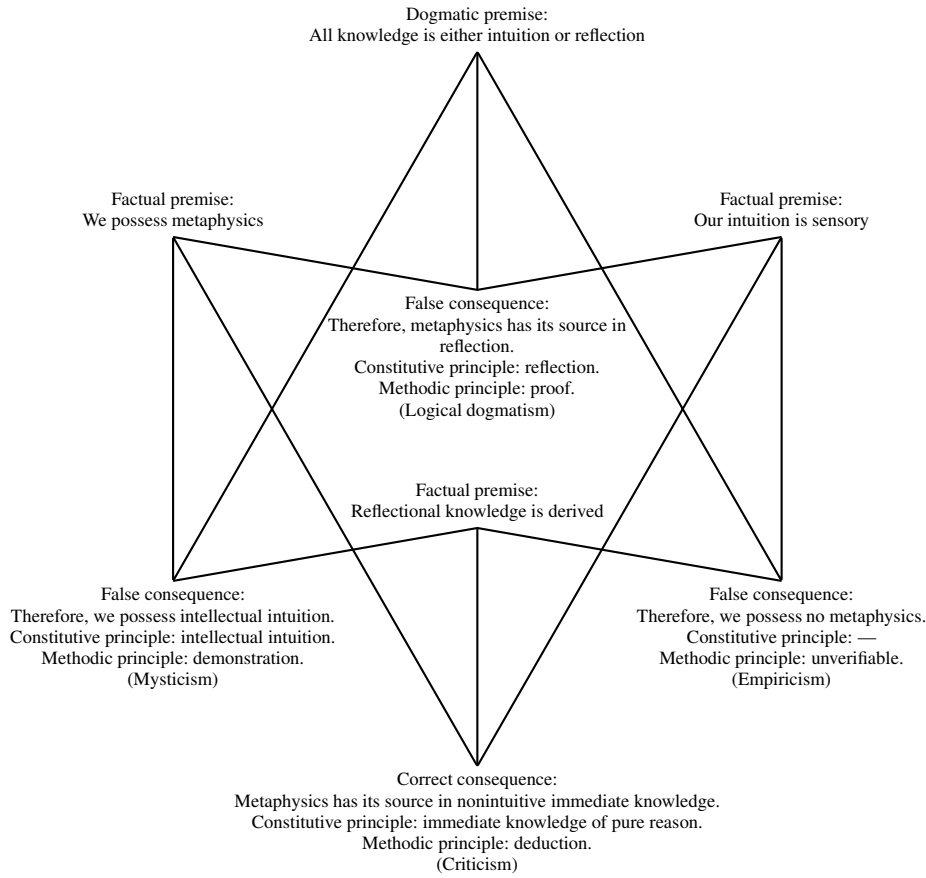 Dogmatic premise:
All knowledge is either intuition or reflection
Factual premise:
We possess metaphysics
Factual premise:
Our intuition is sensory
False consequence:
Therefore, metaphysics has its source in
reflection.
Constitutive principle: reflection.
Methodic principle: proof.
(Logical dogmatism)
Factual premise:
Reflectional knowledge is derived
False consequence:
Therefore, we possess intellectual intuition.
Constitutive principle: intellectual intuition.
Methodic principle: demonstration.
(Mysticism)
False consequence:
Therefore, we possess no metaphysics.
Constitutive principle: —
Methodic principle: unverifiable.
(Empiricism)
Correct consequence:
Metaphysics has its source in nonintuitive immediate knowledge.
Constitutive principle: immediate knowledge of pure reason.
Methodic principle: deduction.
(Criticism)